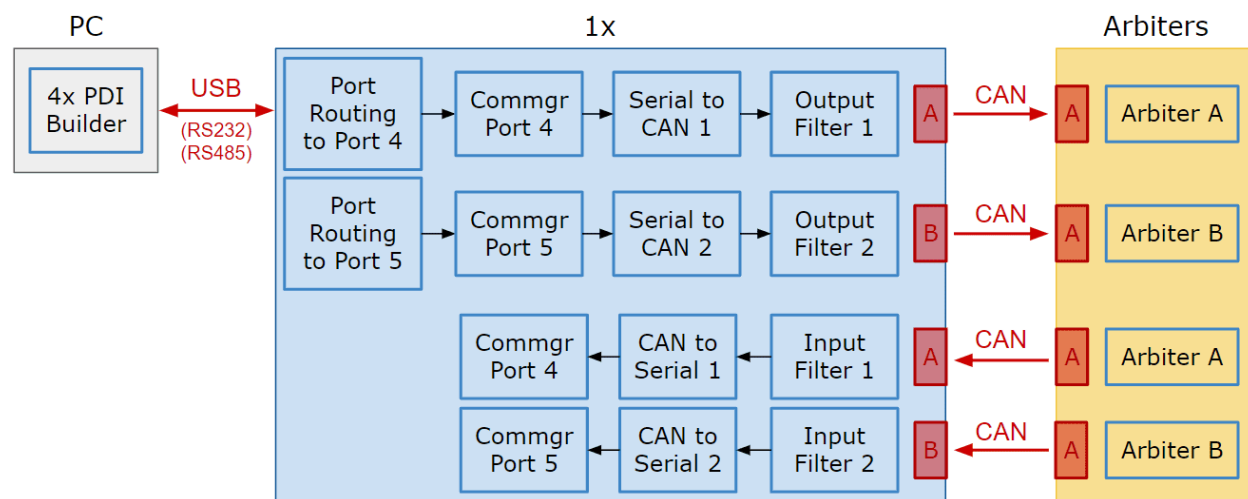 PC
1x
Arbiters
4x PDI
Builder
USB
(RS232)
(RS485)
Port
Routing
to Port 4
Commgr
Port 4
Serial to
CAN 1
Output
Filter 1
A
CAN
A
Arbiter A
Port
Routing
to Port 5
Commgr
Port 5
Serial to
CAN 2
Output
Filter 2
B
CAN
A
Arbiter B
Commgr
Port 4
CAN to
Serial 1
Input
Filter 1
A
CAN
A
Arbiter A
Commgr
Port 5
CAN to
Serial 2
Input
Filter 2
B
CAN
A
Arbiter B